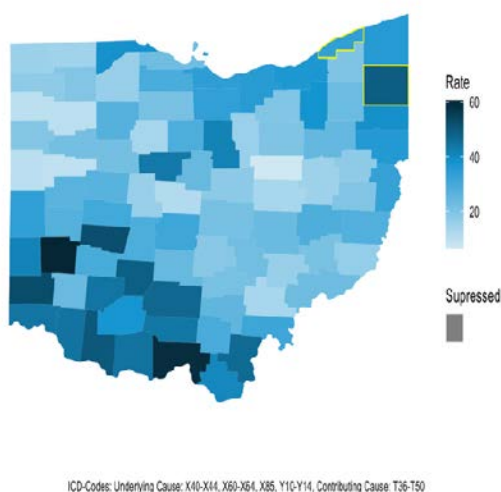 Rate
60
40
20
Supressed
ICD-Codes: Underlying Cause: X40-X44, X60-X64, X85, Y10-Y14, Contributing Cause: T36-T50